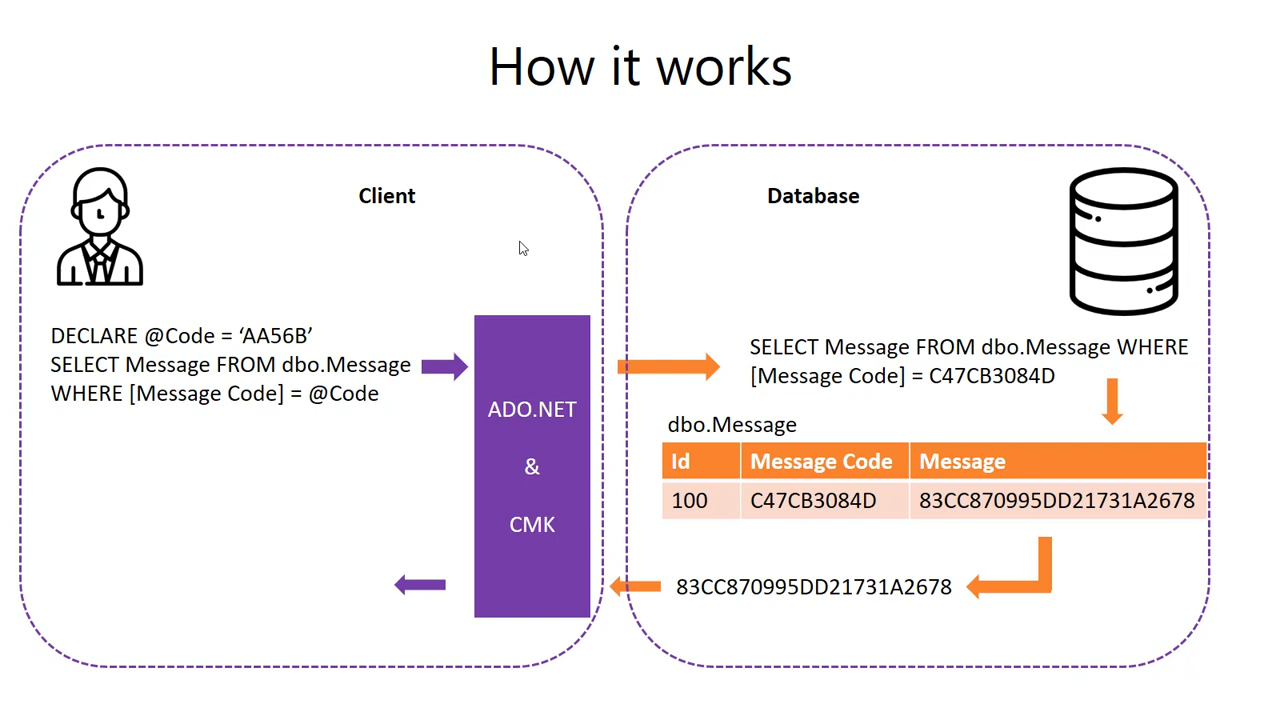 How it works
Client
DECLARE @Code = ‘AA56B’
SELECT Message FROM dbo.Message
WHERE [Message Code] = @Code
ADO.NET
&
CMK
Database
SELECT Message FROM dbo.Message WHERE
[Message Code] = C47CB3084D
dbo.Message
Id Message Code Message
100 C47CB3084D 83CC870995DD21731A2678
83CC870995DD21731A2678